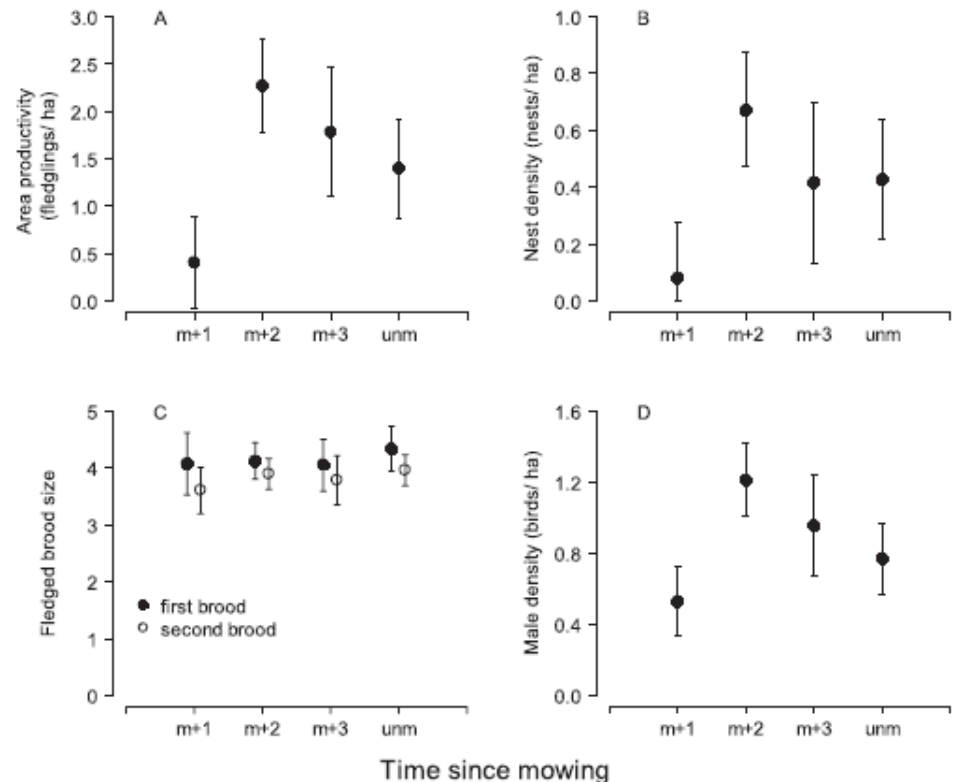 A
Area productivity
(fledglings/ ha)
3.0
2.5
2.0
1.5
1.0
0.5
0.0
m+1 m+2 m+3 unm
B
Nest density (nests/ ha)
1.0
0.8
0.6
0.4
0.2
0.0
m+1 m+2 m+3 unm
C
Fledged brood size
5
4
3
2
1
0
first brood
second brood
m+1 m+2 m+3 unm
D
Male density (birds/ ha)
1.6
1.2
0.8
0.4
0.0
m+1 m+2 m+3 unm
Time since mowing